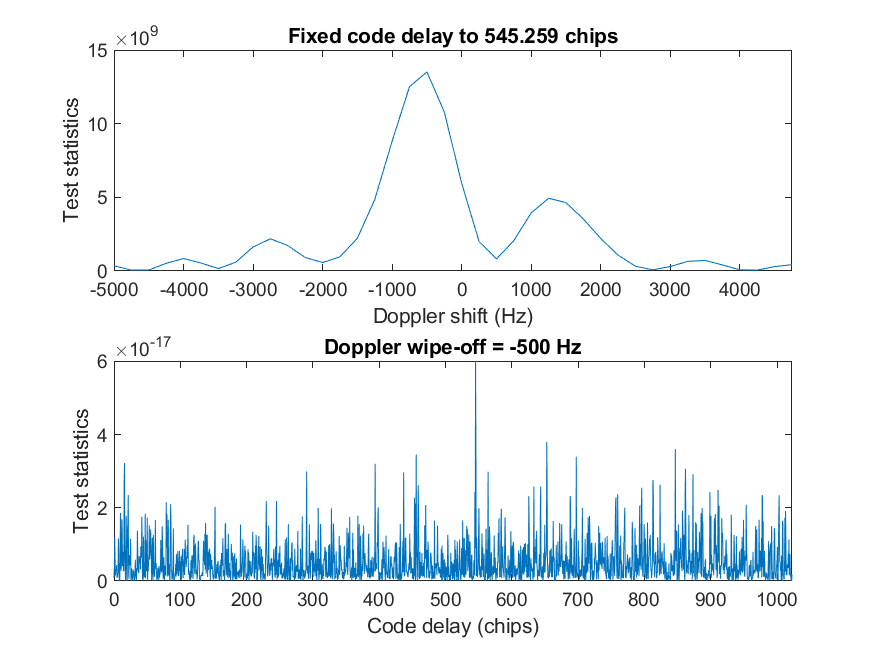 ×10^9
Fixed code delay to 545.259 chips
15
10
5
0
Test statistics
-5000 -4000 -3000 -2000 -1000 0 1000 2000 3000 4000
Doppler shift (Hz)
×10^-17
Doppler wipe-off = -500 Hz
6
4
2
0
Test statistics
0 100 200 300 400 500 600 700 800 900 1000
Code delay (chips)